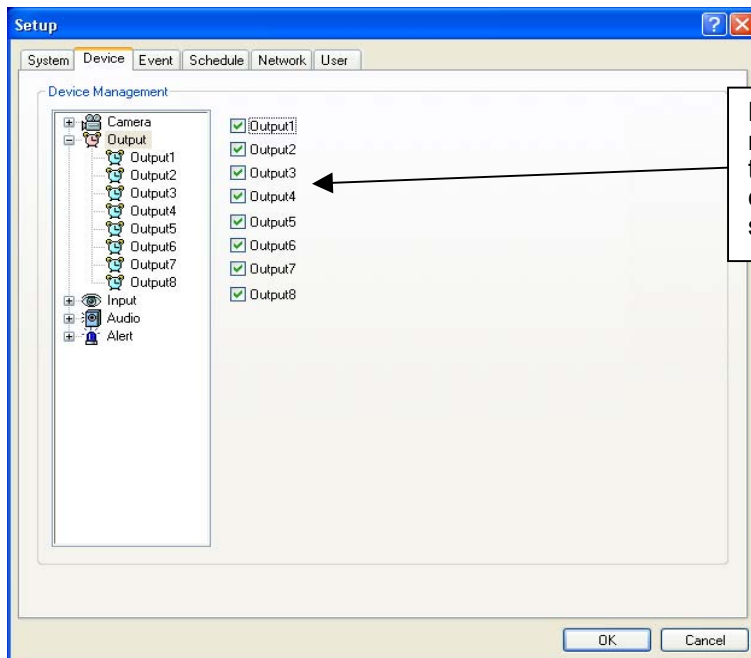 Setup
System Device Event Schedule Network User
Device Management
Camera
Output
Output1
Output2
Output3
Output4
Output5
Output6
Output7
Output8
Input
Audio
Alert
Output1
Output2
Output3
Output4
Output5
Output6
Output7
Output8
OK Cancel